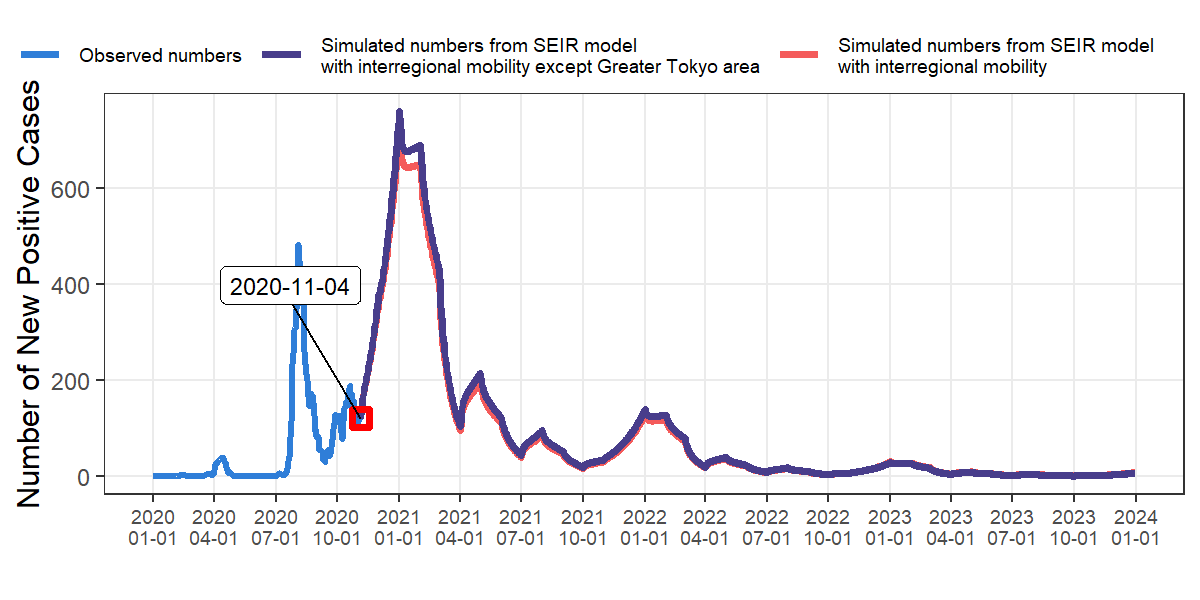 Observed numbers
Simulated numbers from SEIR model
with interregional mobility except Greater Tokyo area
Simulated numbers from SEIR model
with interregional mobility
Number of New Positive Cases
600
400
200
0
2020-11-04
2020 2020 2020 2020 2021 2021 2021 2021 2022 2022 2022 2022 2023 2023 2023 2023 2024
01-01 04-01 07-01 10-01 01-01 04-01 07-01 10-01 01-01 04-01 07-01 10-01 01-01 04-01 07-01 10-01 01-01